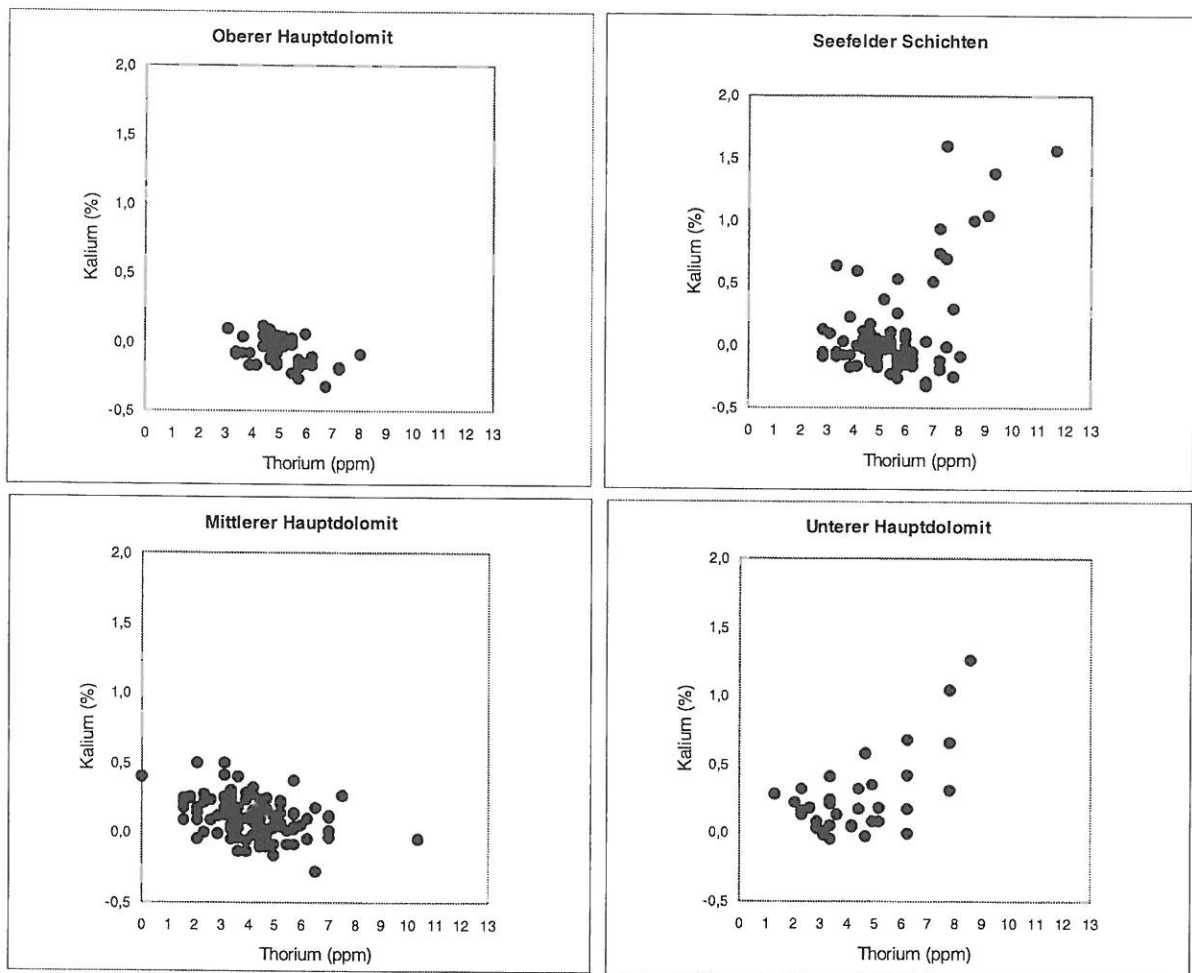 Oberer Hauptdolomit
2,0
1,5
1,0
0,5
0,0
-0,5
Kalium (%)
0 1 2 3 4 5 6 7 8 9 10 11 12 13
Thorium (ppm)
Seefelder Schichten
2,0
1,5
1,0
0,5
0,0
-0,5
Kalium (%)
0 1 2 3 4 5 6 7 8 9 10 11 12 13
Thorium (ppm)
Mittlerer Hauptdolomit
2,0
1,5
1,0
0,5
0,0
-0,5
Kalium (%)
0 1 2 3 4 5 6 7 8 9 10 11 12 13
Thorium (ppm)
Unterer Hauptdolomit
2,0
1,5
1,0
0,5
0,0
-0,5
Kalium (%)
0 1 2 3 4 5 6 7 8 9 10 11 12 13
Thorium (ppm)